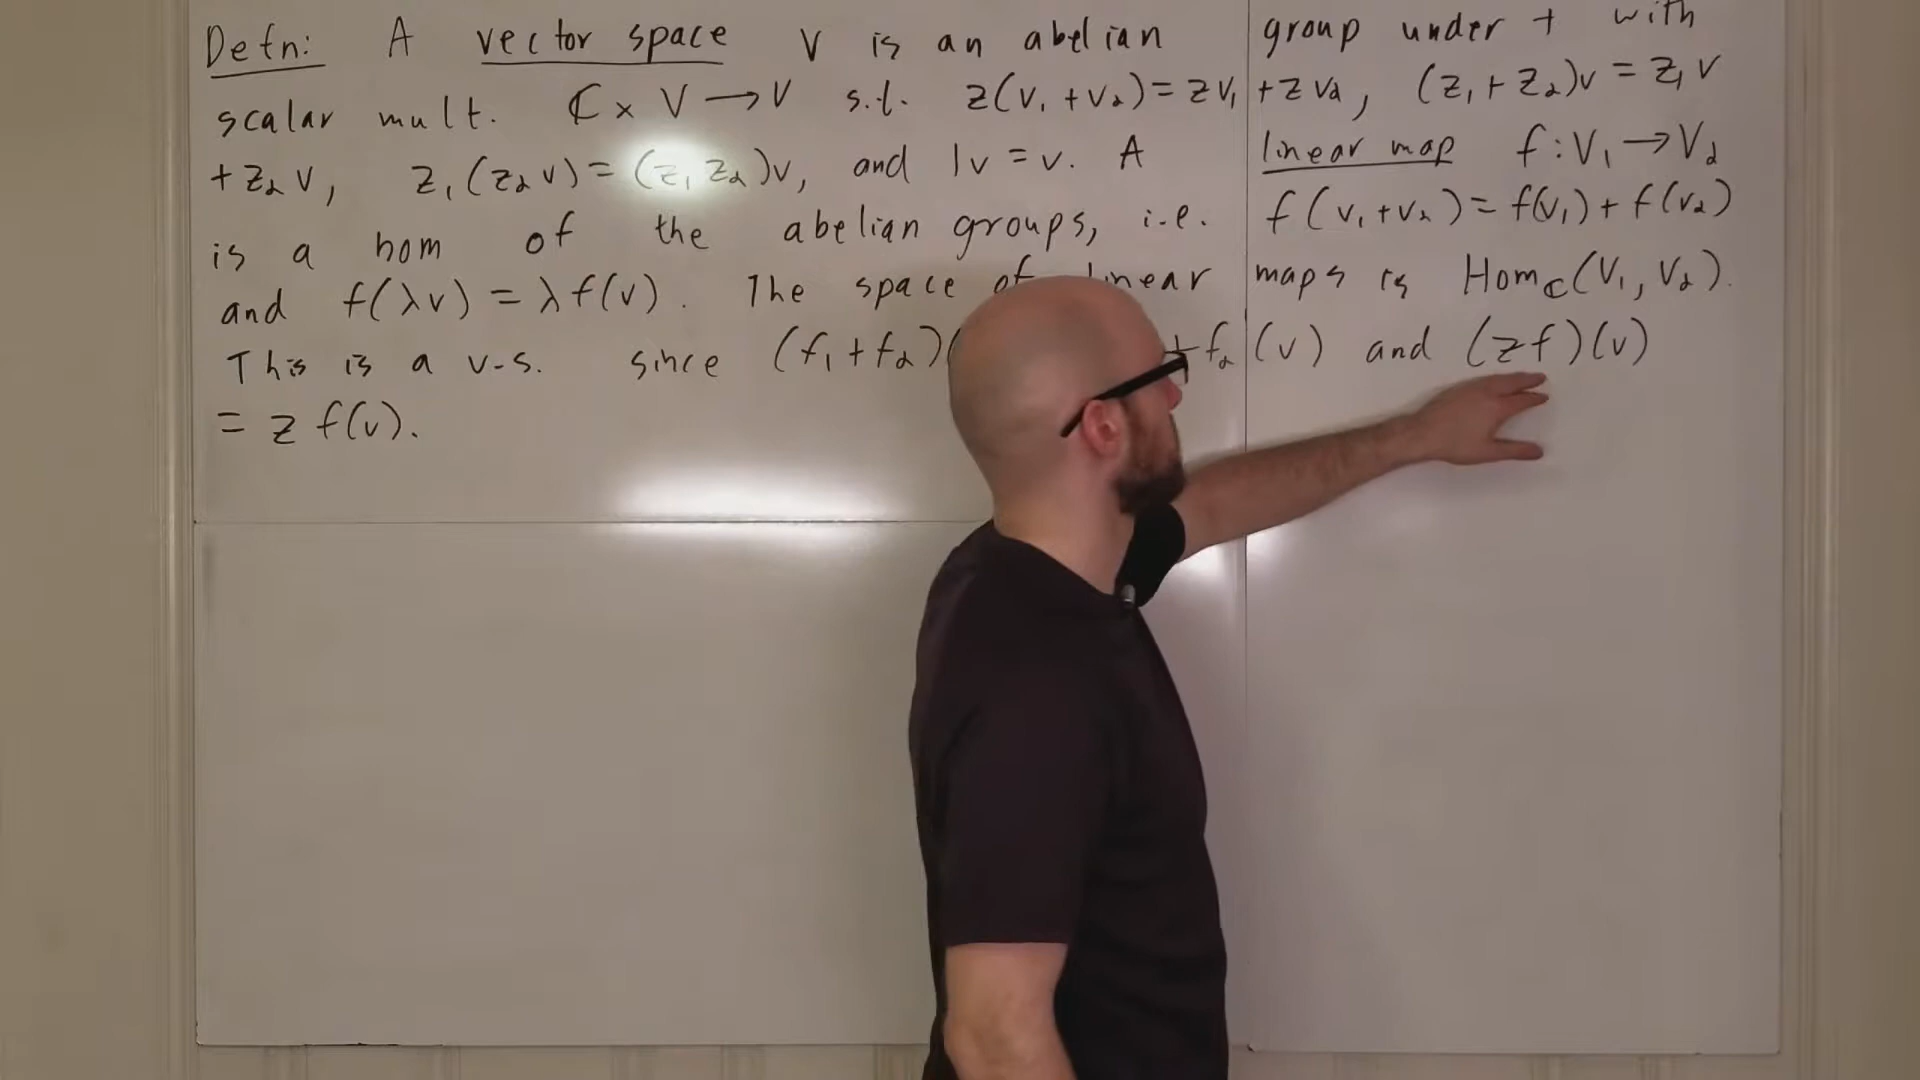 Defn: A vector space V is an abelian group under + with
scalar mult. ℂ × V → V s.t. z(v₁ + v₂) = zv₁ + zv₂, (z₁ + z₂)v = z₁v
+ z₂v, z₁(z₂v) = (z₁z₂)v, and 1v = v. A linear map f : V₁ → V₂
is a hom of the abelian groups, i.e. f(v₁ + v₂) = f(v₁) + f(v₂)
and f(λv) = λf(v). The space of linear maps is Hom_ℂ(V₁, V₂).
This is a v.s. since (f₁ + f₂)( + f₂(v) and (zf)(v)
= z f(v).